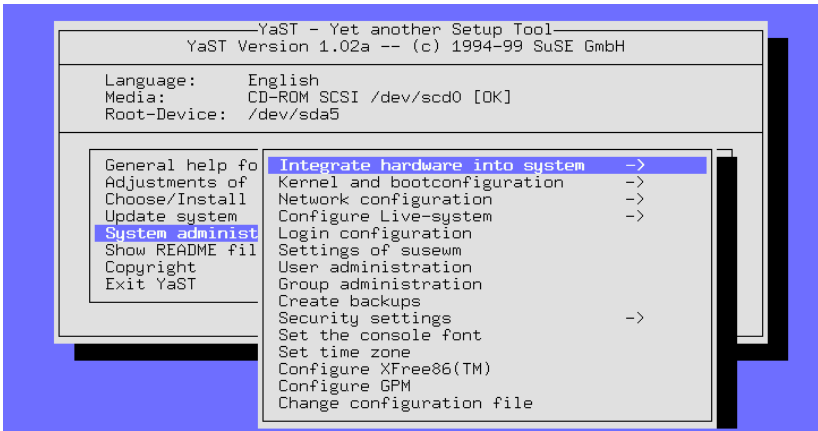 YaST - Yet another Setup Tool
YaST Version 1.02a -- (c) 1994-99 SuSE GmbH
Language: English
Media: CD-ROM SCSI /dev/scd0 [OK]
Root-Device: /dev/sda5
General help fo
Adjustments of
Choose/Install
Update system
System administ
Show README fil
Copyright
Exit YaST
Integrate hardware into system ->
Kernel and bootconfiguration ->
Network configuration ->
Configure Live-system ->
Login configuration
Settings of susewm
User administration
Group administration
Create backups
Security settings ->
Set the console font
Set time zone
Configure XFree86(TM)
Configure GPM
Change configuration file